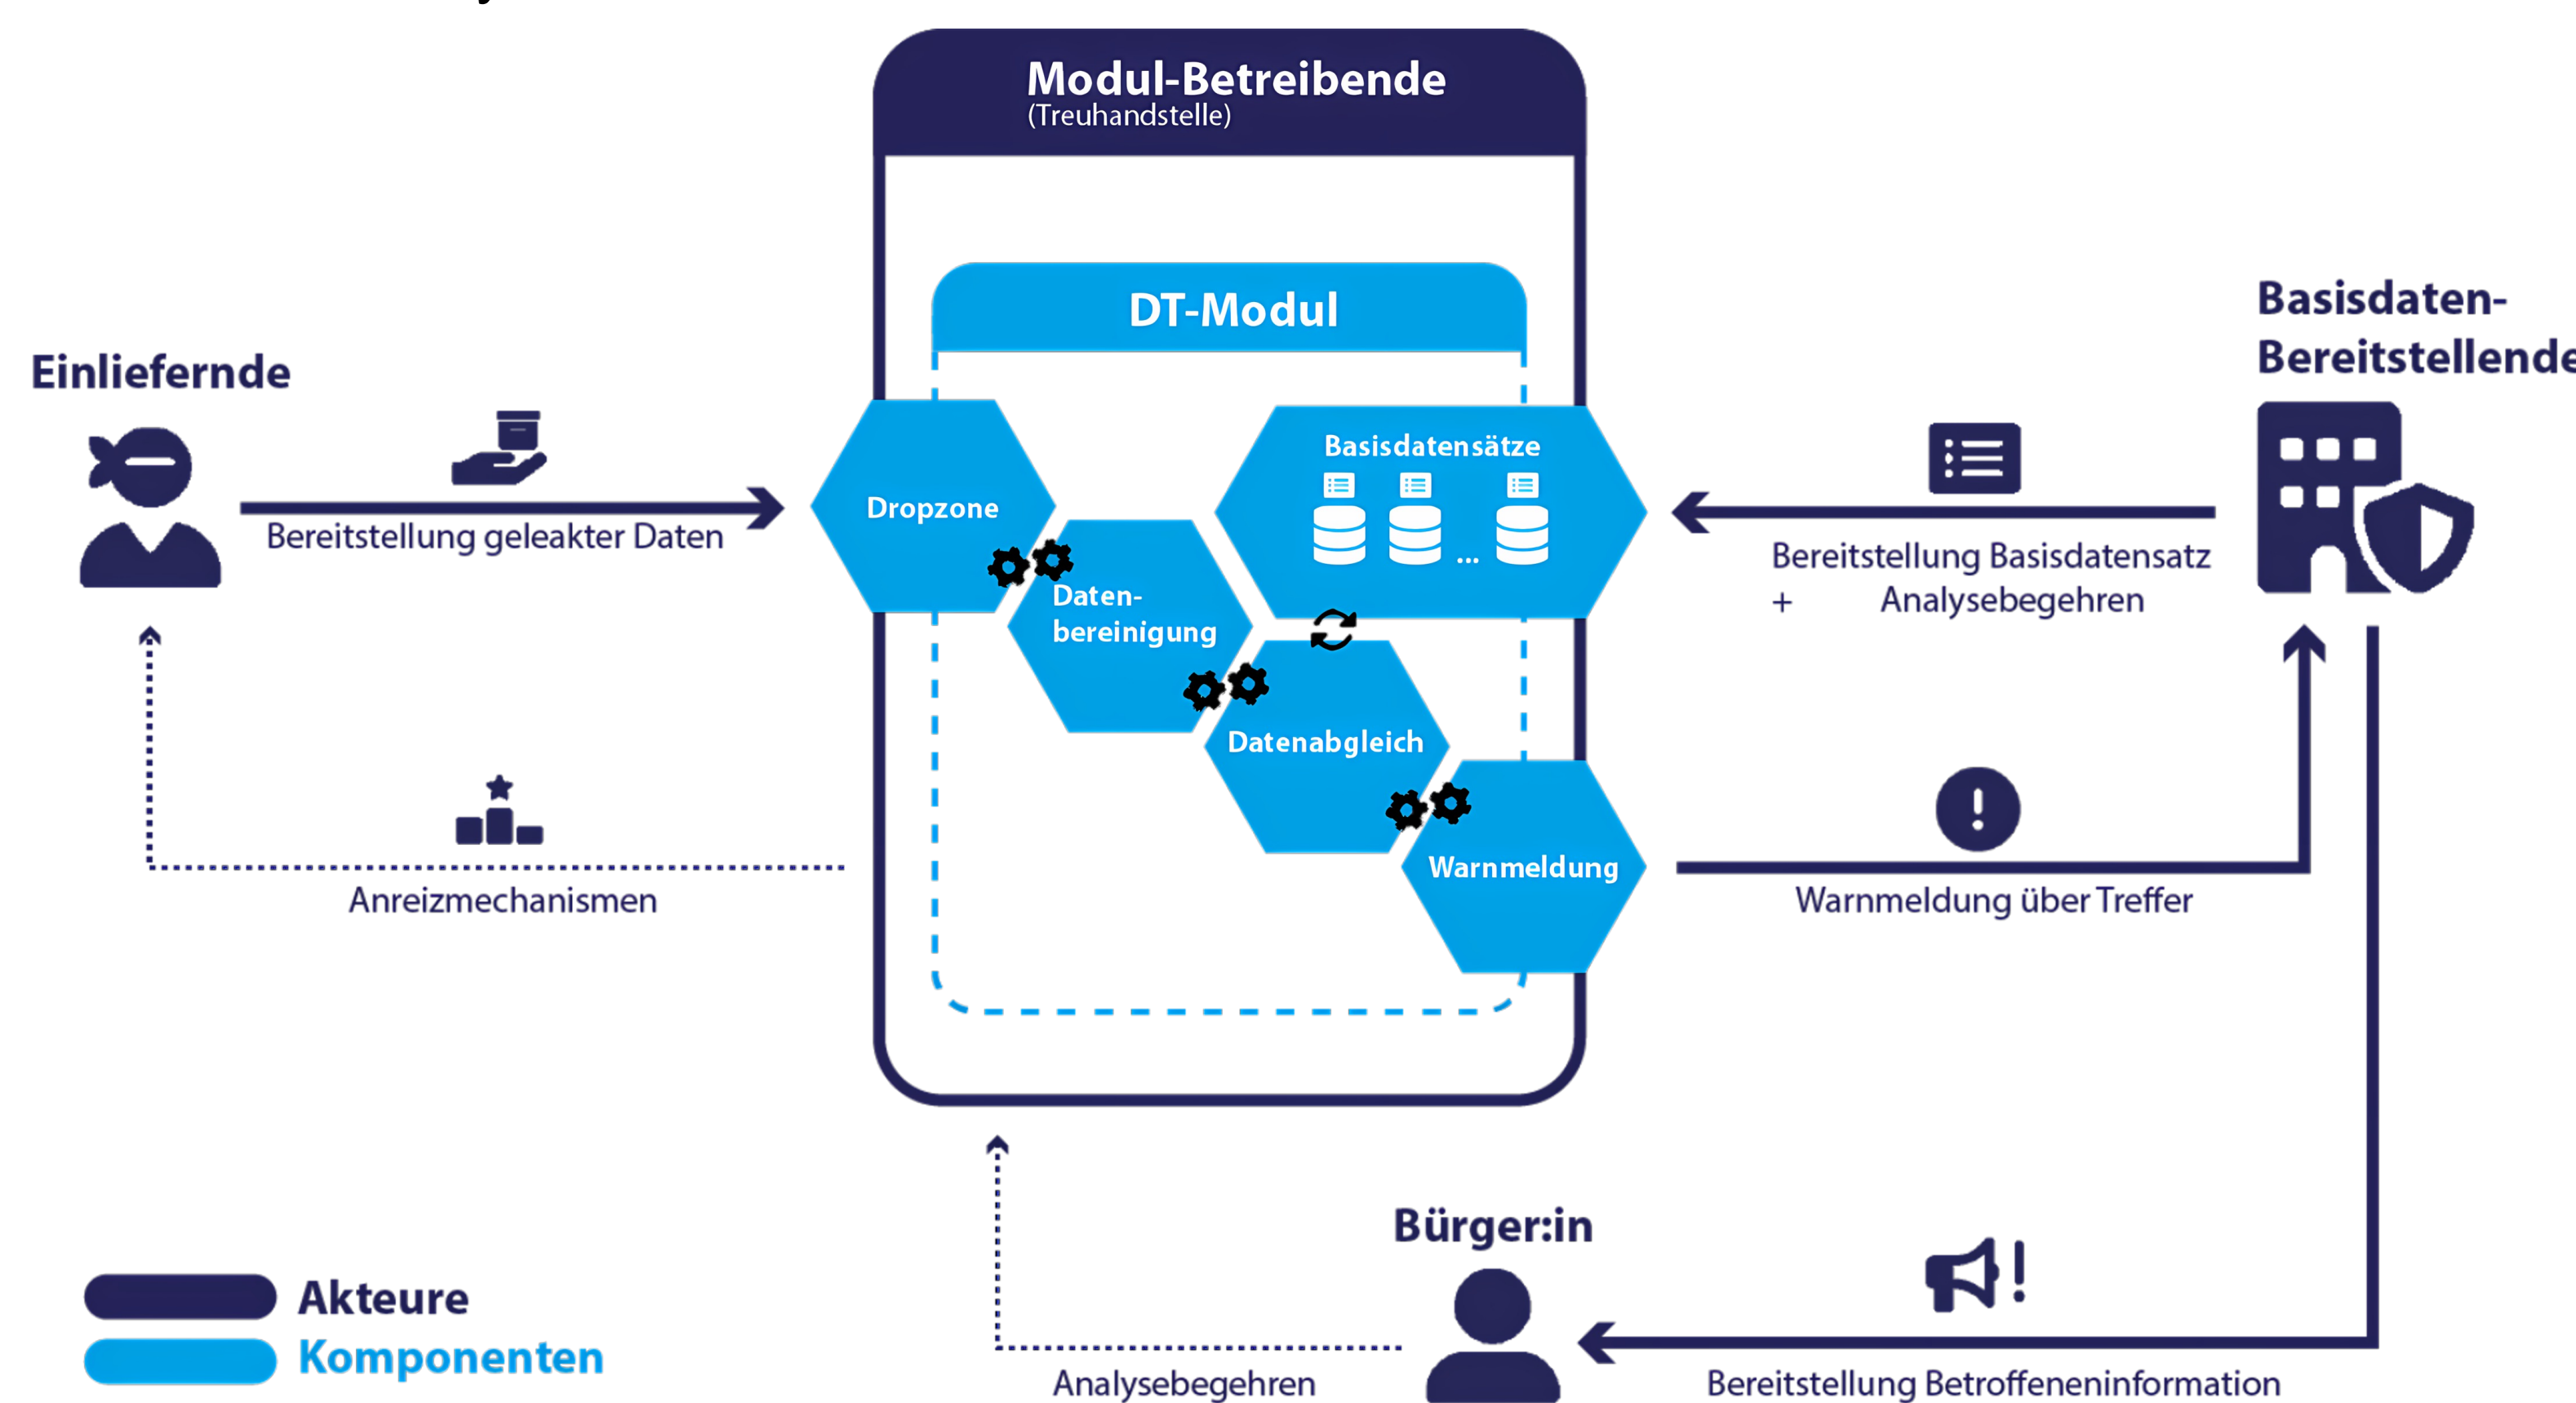 Modul-Betreibende
(Treuhandstelle)
DT-Modul
Einliefernde
Bereitstellung geleakter Daten
Dropzone
Daten-
bereinigung
Basisdatensätze
...
Datenabgleich
Warnmeldung
Basisdaten-
Bereitstellende
Bereitstellung Basisdatensatz
+ Analysebegehren
Anreizmechanismen
Warnmeldung über Treffer
Bürger:in
Analysebegehren
Bereitstellung Betroffeneninformation
Akteure
Komponenten